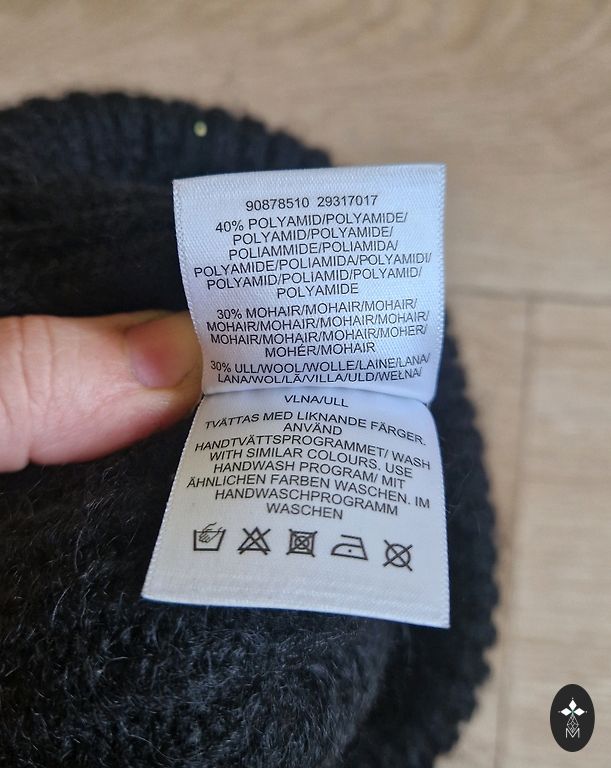 90878510 29317017
40% POLYAMID/POLYAMIDE/
POLYAMID/POLYAMIDE/
POLIAMMIDE/POLIAMIDA/
POLYAMIDE/POLIAMIDA/POLYAMIDI/
POLYAMID/POLIAMID/POLYAMID/
POLYAMIDE
30% MOHAIR/MOHAIR/MOHAIR/
MOHAIR/MOHAIR/MOHAIR/MOHAIR/
MOHAIR/MOHAIR/MOHAIR/MOHER/
MOHÉR/MOHAIR
30% ULL/WOOL/WOLLE/LAINE/LANA/
LANA/WOL/LÃ/VILLA/ULD/WEŁNA/
VLNA/ULL
TVÄTTAS MED LIKNANDE FÄRGER.
ANVÄND
HANDTVÄTTSPROGRAMMET/ WASH
WITH SIMILAR COLOURS. USE
HANDWASH PROGRAM/ MIT
ÄHNLICHEN FARBEN WASCHEN. IM
HANDWASCHPROGRAMM
WASCHEN
M